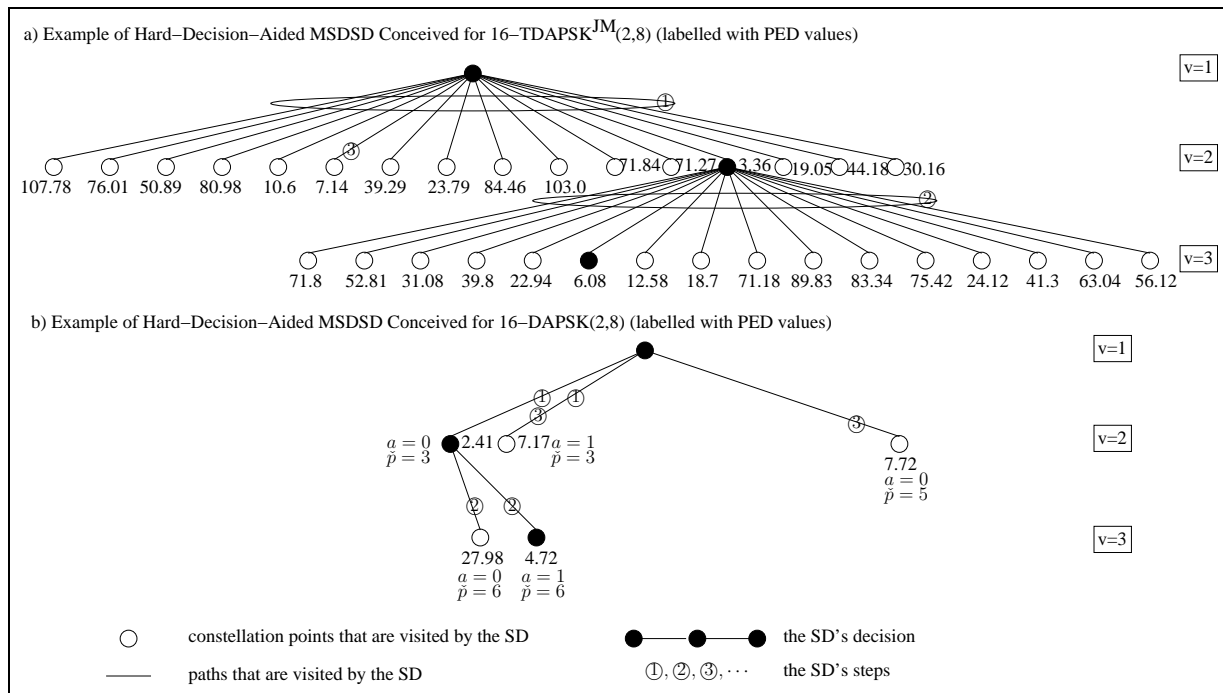 a) Example of Hard−Decision−Aided MSDSD Conceived for 16−TDAPSK^JM(2,8) (labelled with PED values)
v=1
1
3
71.84 71.27 3.36 19.05 44.18 30.16
v=2
107.78 76.01 50.89 80.98 10.6 7.14 39.29 23.79 84.46 103.0
2
v=3
71.8 52.81 31.08 39.8 22.94 6.08 12.58 18.7 71.18 89.83 83.34 75.42 24.12 41.3 63.04 56.12
b) Example of Hard−Decision−Aided MSDSD Conceived for 16−DAPSK(2,8) (labelled with PED values)
v=1
1 1
3 3
a = 0 2.41 7.17 a = 1
p̌ = 3 p̌ = 3
v=2
7.72
a = 0
p̌ = 5
2 2
v=3
27.98 4.72
a = 0 a = 1
p̌ = 6 p̌ = 6
constellation points that are visited by the SD
the SD's decision
paths that are visited by the SD
①, ②, ③, ··· the SD's steps